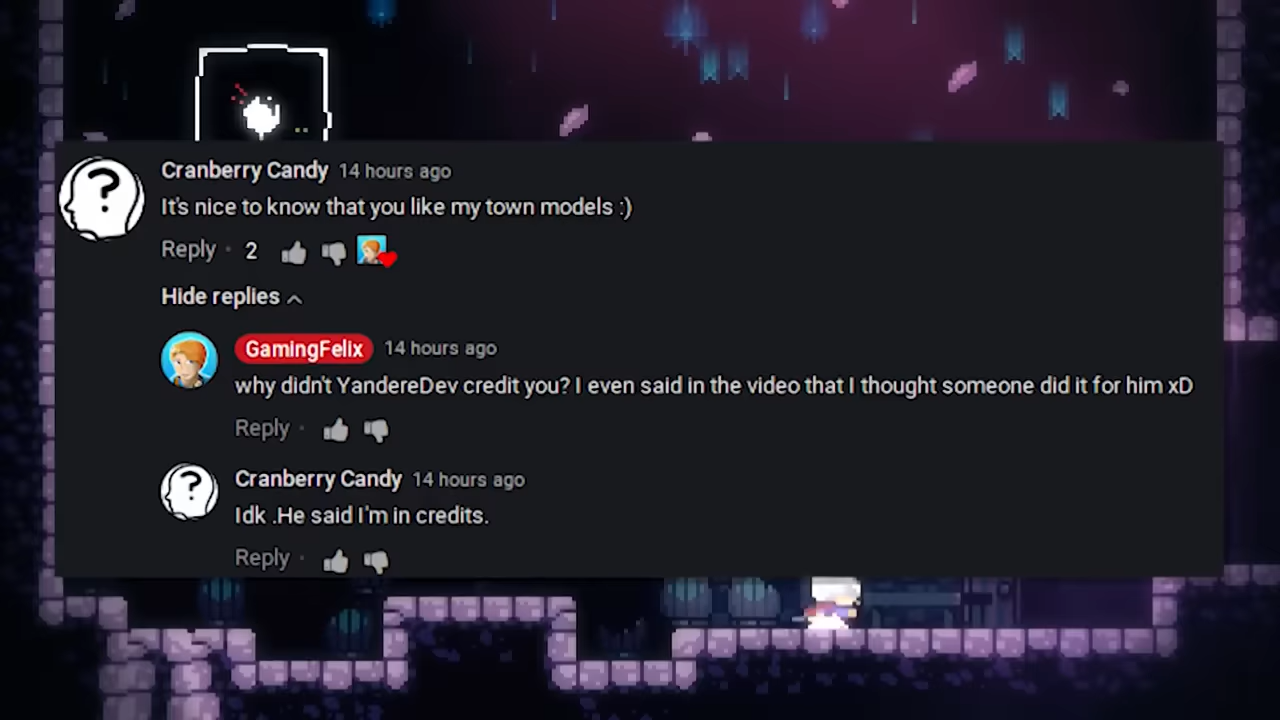 Cranberry Candy 14 hours ago
It's nice to know that you like my town models :)
Reply · 2
Hide replies
GamingFelix 14 hours ago
why didn't YandereDev credit you? I even said in the video that I thought someone did it for him xD
Reply ·
Cranberry Candy 14 hours ago
Idk .He said I'm in credits.
Reply ·